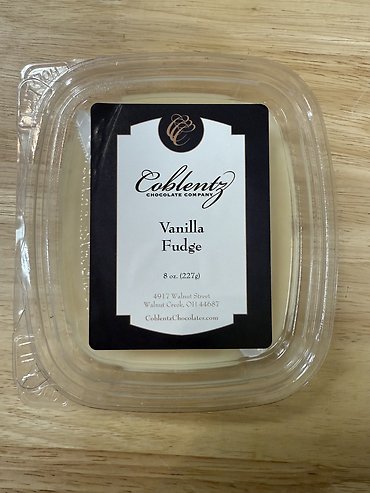 Coblentz
CHOCOLATE COMPANY
Vanilla
Fudge
8 oz. (227g)
4917 Walnut Street
Walnut Creek, OH 44687
CoblentzChocolates.com